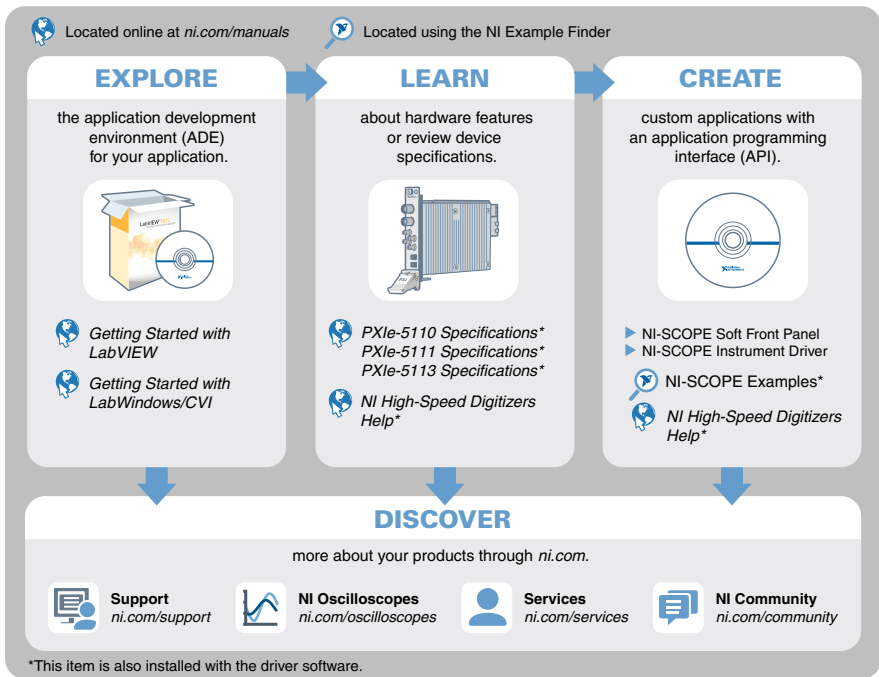 Located online at ni.com/manuals
Located using the NI Example Finder
EXPLORE
the application development
environment (ADE)
for your application.
LabVIEW
Getting Started with
LabVIEW
Getting Started with
LabWindows/CVI
LEARN
about hardware features
or review device
specifications.
PXIe-5110 Specifications*
PXIe-5111 Specifications*
PXIe-5113 Specifications*
NI High-Speed Digitizers
Help*
CREATE
custom applications with
an application programming
interface (API).
NI-SCOPE Soft Front Panel
NI-SCOPE Instrument Driver
NI-SCOPE Examples*
NI High-Speed Digitizers
Help*
DISCOVER
more about your products through ni.com.
Support
ni.com/support
NI Oscilloscopes
ni.com/oscilloscopes
Services
ni.com/services
NI Community
ni.com/community
*This item is also installed with the driver software.